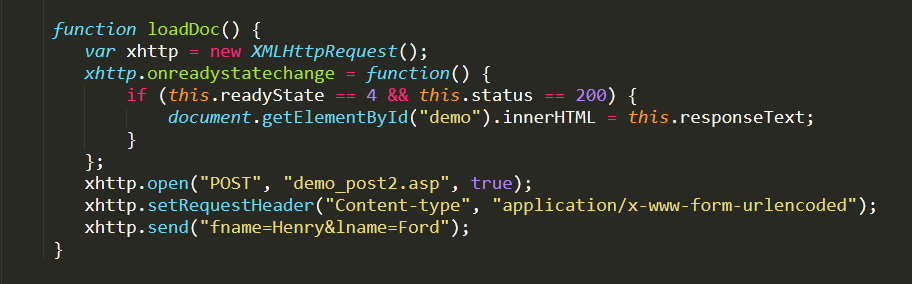 function loadDoc() {
var xhttp = new XMLHttpRequest();
xhttp.onreadystatechange = function() {
if (this.readyState == 4 && this.status == 200) {
document.getElementById("demo").innerHTML = this.responseText;
}
};
xhttp.open("POST", "demo_post2.asp", true);
xhttp.setRequestHeader("Content-type", "application/x-www-form-urlencoded");
xhttp.send("fname=Henry&lname=Ford");
}